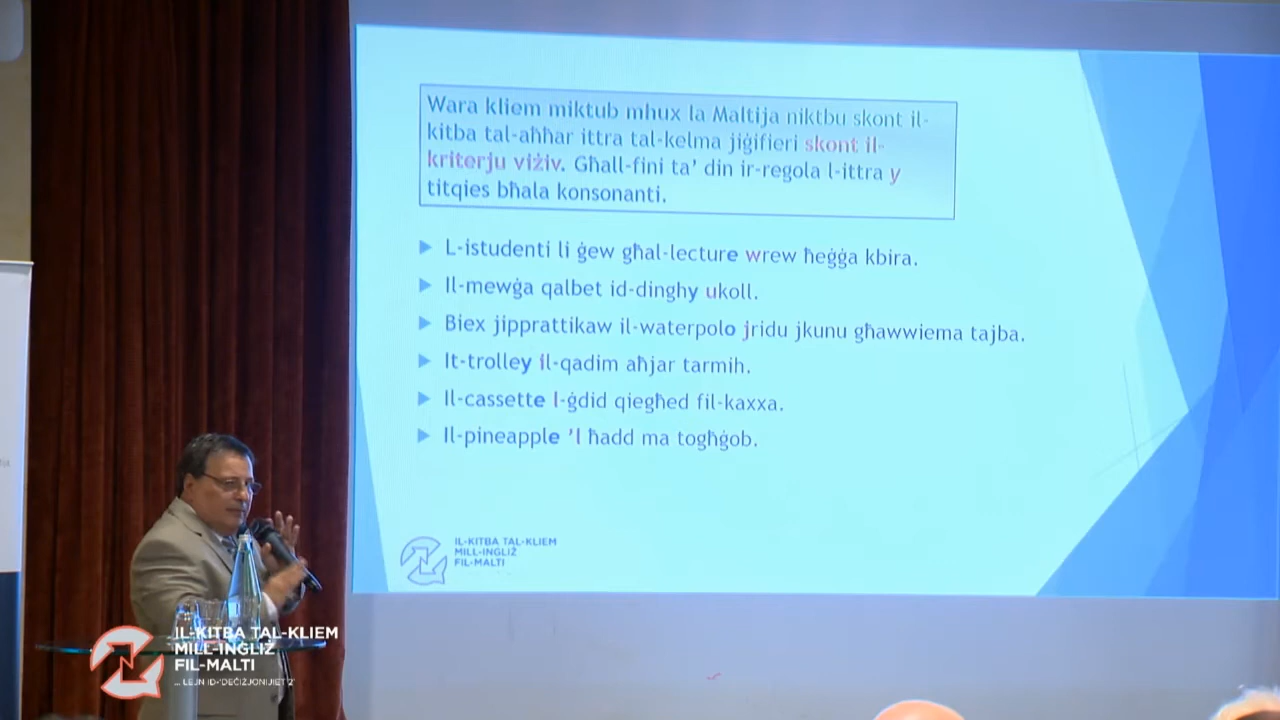 Wara kliem miktub mhux la Maltija niktbu skont il-
kitba tal-aħħar ittra tal-kelma jiġifieri skont il-
kriterju viżiv. Għall-fini ta’ din ir-regola l-ittra y
titqies bħala konsonanti.
L-istudenti li ġew għal-lecture wrew ħeġġa kbira.
Il-mewġa qalbet id-dinghy ukoll.
Biex jipprattikaw il-waterpolo jridu jkunu għawwiema tajba.
It-trolley il-qadim aħjar tarmih.
Il-cassette l-ġdid qiegħed fil-kaxxa.
Il-pineapple ’l ħadd ma togħġob.
IL-KITBA TAL-KLIEM
MILL-INGLIŻ
FIL-MALTI
IL-KITBA TAL-KLIEM
MILL-INGLIŻ
FIL-MALTI
... LEJN ID-'DEĊIŻJONIJIET 2'